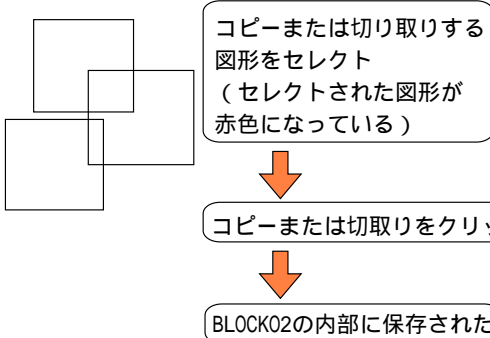 コピーまたは切り取りする
図形をセレクト
(セレクトされた図形が
赤色になっている)
コピーまたは切取りをクリッ
BLOCK02の内部に保存された